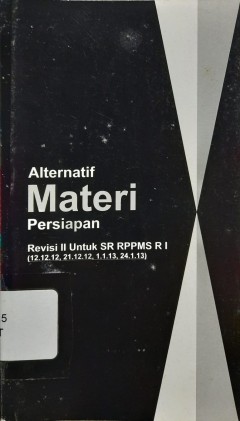 Alternatif
Materi
Persiapan
Revisi II Untuk SR RPPMS R I
(12.12.12, 21.12.12, 1.1.13, 24.1.13)
5
T